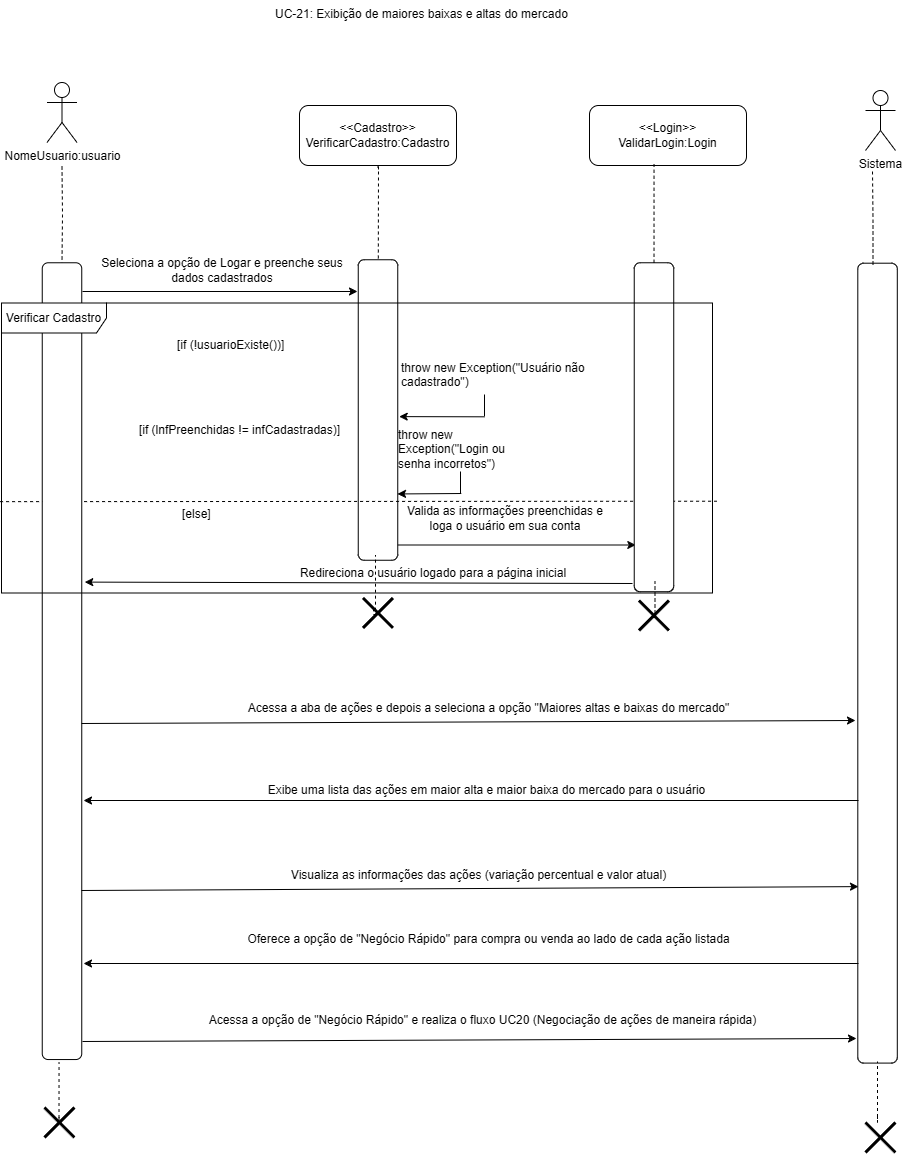 UC-21: Exibição de maiores baixas e altas do mercado
<<Cadastro>>
VerificarCadastro:Cadastro
<<Login>>
ValidarLogin:Login
NomeUsuario:usuario
Sistema
Seleciona a opção de Logar e preenche seus
dados cadastrados
Verificar Cadastro
[if (!usuarioExiste())]
throw new Exception("Usuário não
cadastrado")
[if (InfPreenchidas != infCadastradas)]
throw new
Exception("Login ou
senha incorretos")
[else]
Valida as informações preenchidas e
loga o usuário em sua conta
Redireciona o usuário logado para a página inicial
Acessa a aba de ações e depois a seleciona a opção "Maiores altas e baixas do mercado"
Exibe uma lista das ações em maior alta e maior baixa do mercado para o usuário
Visualiza as informações das ações (variação percentual e valor atual)
Oferece a opção de "Negócio Rápido" para compra ou venda ao lado de cada ação listada
Acessa a opção de "Negócio Rápido" e realiza o fluxo UC20 (Negociação de ações de maneira rápida)